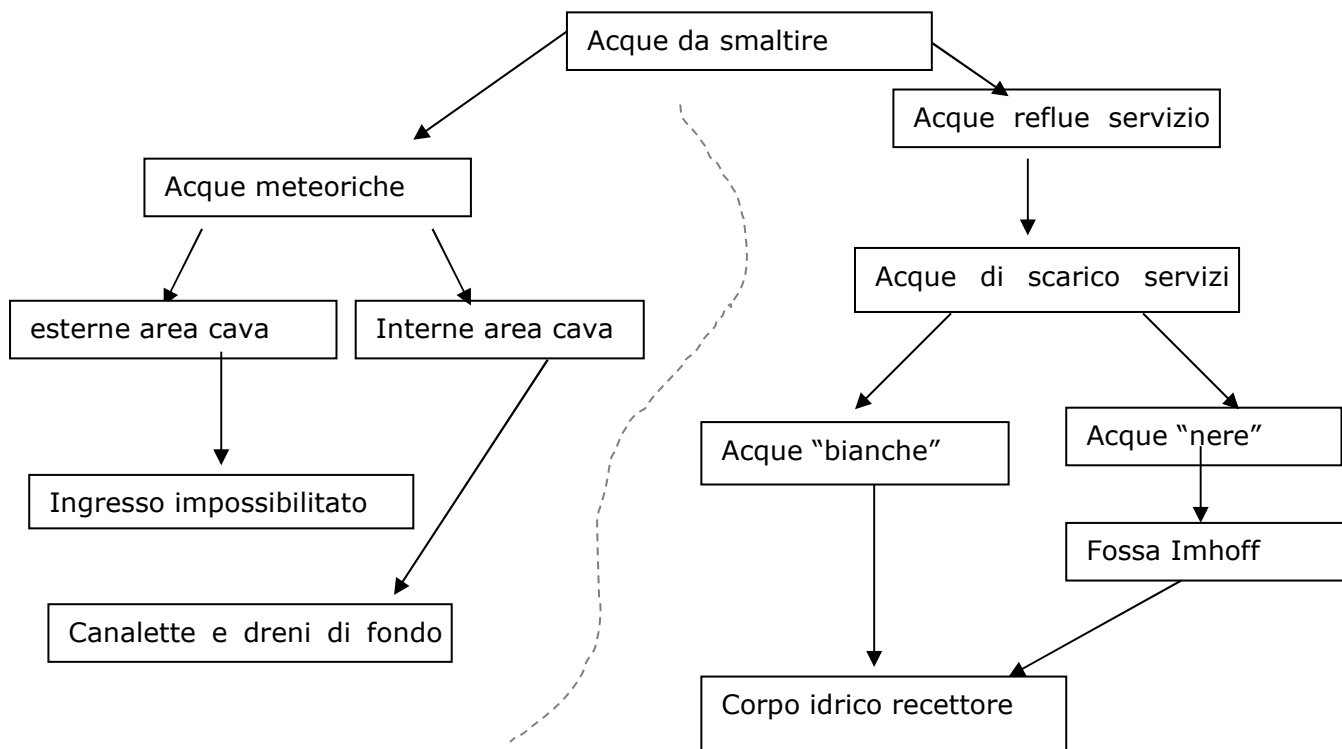 Acque da smaltire
Acque reflue servizio
Acque meteoriche
Acque di scarico servizi
esterne area cava
Interne area cava
Acque “bianche”
Acque “nere”
Ingresso impossibilitato
Fossa Imhoff
Canalette e dreni di fondo
Corpo idrico recettore